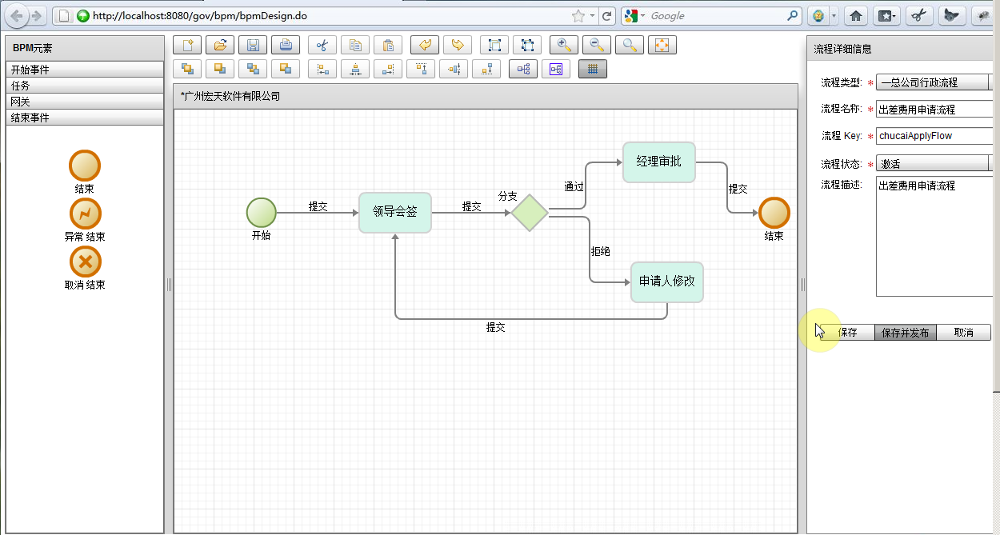 http://localhost:8080/gov/bpm/bpmDesign.do
Google
BPM元素
开始事件
任务
网关
结束事件
结束
异常 结束
取消 结束
*广州宏天软件有限公司
开始
提交
领导会签
提交
分支
通过
经理审批
提交
结束
拒绝
申请人修改
提交
流程详细信息
流程类型: * —总公司行政流程
流程名称: * 出差费用申请流程
流程 Key: * chucaiApplyFlow
流程状态: * 激活
流程描述: 出差费用申请流程
保存 保存并发布 取消